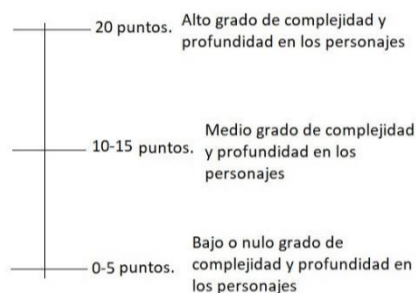 20 puntos. Alto grado de complejidad y
profundidad en los personajes
Medio grado de complejidad
10-15 puntos. y profundidad en los
personajes
Bajo o nulo grado de
0-5 puntos. complejidad y profundidad en
los personajes